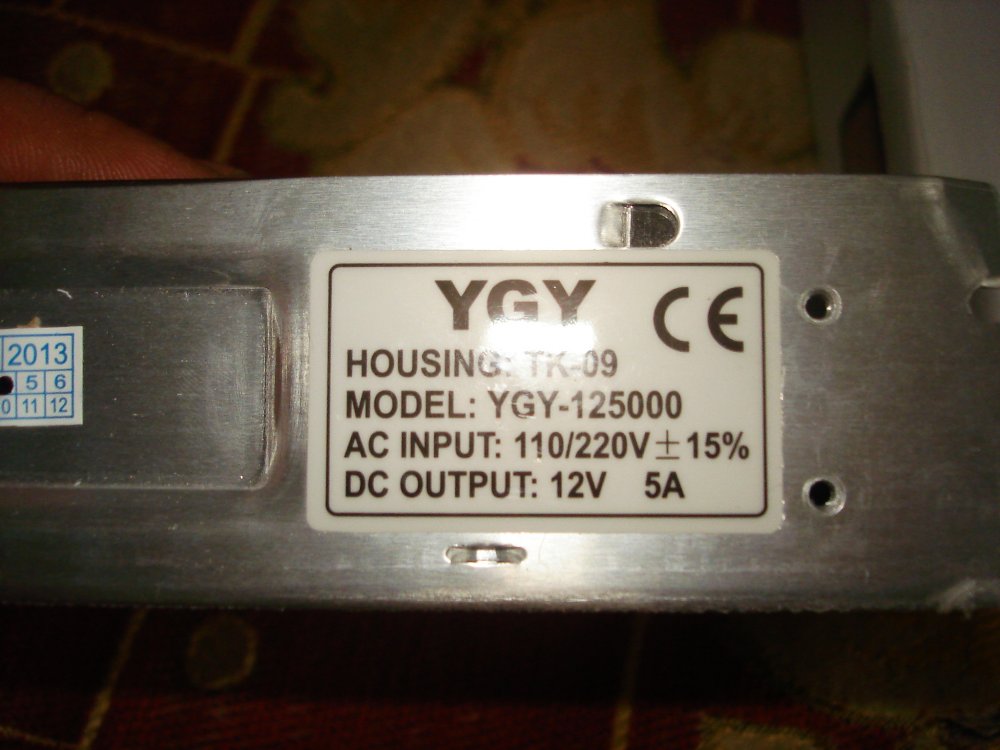 YGY
CE
HOUSING: TK-09
MODEL: YGY-125000
AC INPUT: 110/220V±15%
DC OUTPUT: 12V 5A
2013
5 6
0 11 12